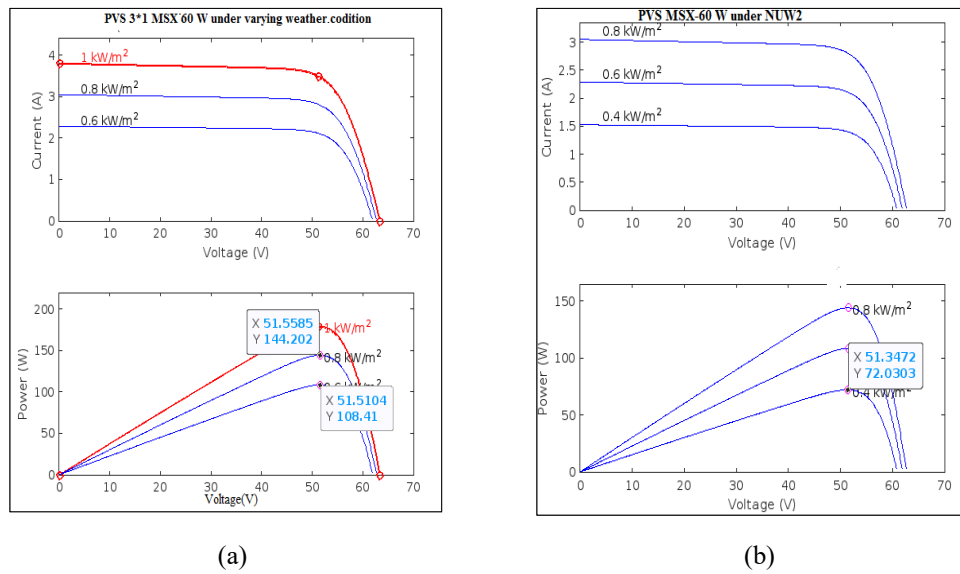 PVS 3*1 MSX 60 W under varying weather.codition
4
3
2
1
0
Current (A)
1 kW/m²
0.8 kW/m²
0.6 kW/m²
0 10 20 30 40 50 60 70
Voltage (V)
200
150
100
50
0
Power (W)
X 51.5585
Y 144.202
1 kW/m²
0.8 kW/m²
X 51.5104
Y 108.41
0 10 20 30 40 50 60 70
Voltage(V)
(a)
PVS MSX-60 W under NUW2
3
2.5
2
1.5
1
0.5
0
Current (A)
0.8 kW/m²
0.6 kW/m²
0.4 kW/m²
0 10 20 30 40 50 60 70
Voltage (V)
150
100
50
0
Power (W)
0.8 kW/m²
X 51.3472
Y 72.0303
0.4 kW/m²
0 10 20 30 40 50 60 70
Voltage (V)
(b)